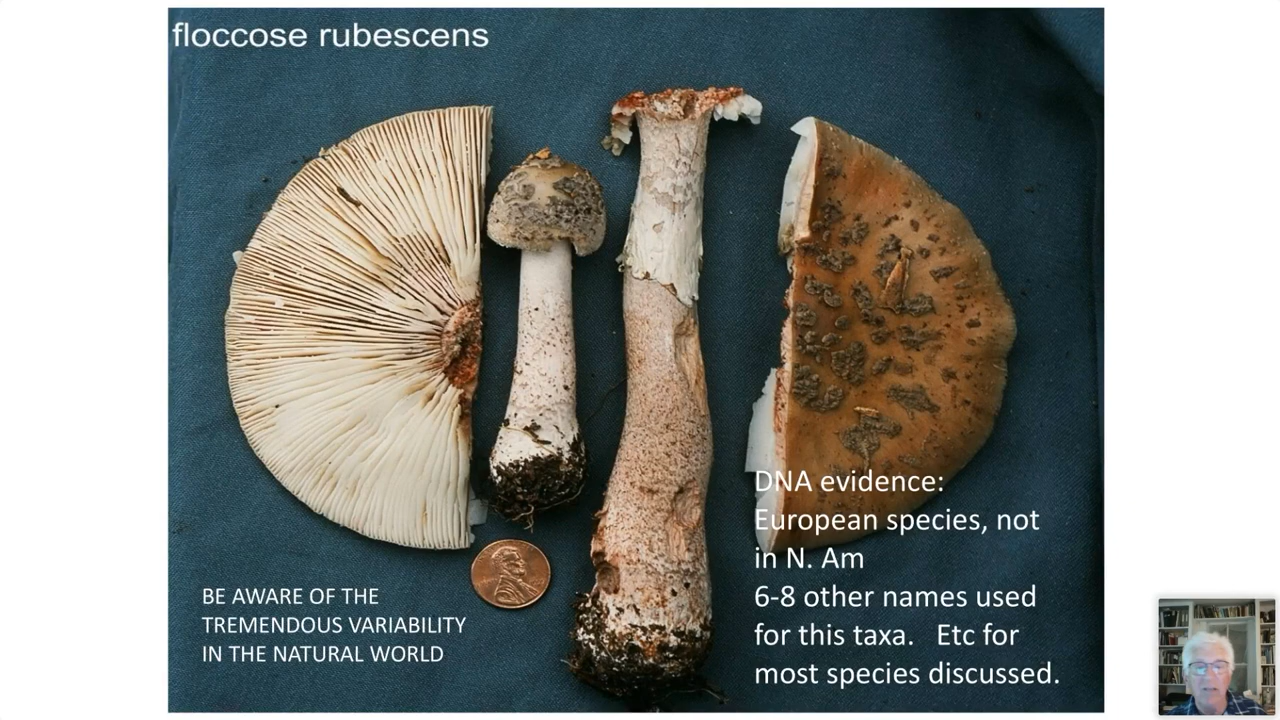 floccose rubescens
DNA evidence:
European species, not
in N. Am
6-8 other names used
for this taxa.   Etc for
most species discussed.
BE AWARE OF THE
TREMENDOUS VARIABILITY
IN THE NATURAL WORLD